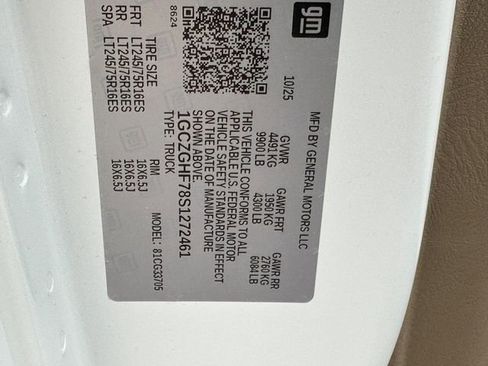 gm
MFD BY GENERAL MOTORS LLC
10/25
GVWR
4491 KG
9900 LB
GAWR FRT
1950 KG
4300 LB
GAWR RR
2760 KG
6084 LB
THIS VEHICLE CONFORMS TO ALL
APPLICABLE U.S. FEDERAL MOTOR
VEHICLE SAFETY STANDARDS IN EFFECT
ON THE DATE OF MANUFACTURE
SHOWN ABOVE.
1GCZGHF78S1272461
TYPE: TRUCK
8624
MODEL: 81CG33705
TIRE SIZE
RIM
FRT LT245/75R16ES 16X6.5J
RR LT245/75R16ES 16X6.5J
SPA LT245/75R16ES 16X6.5J